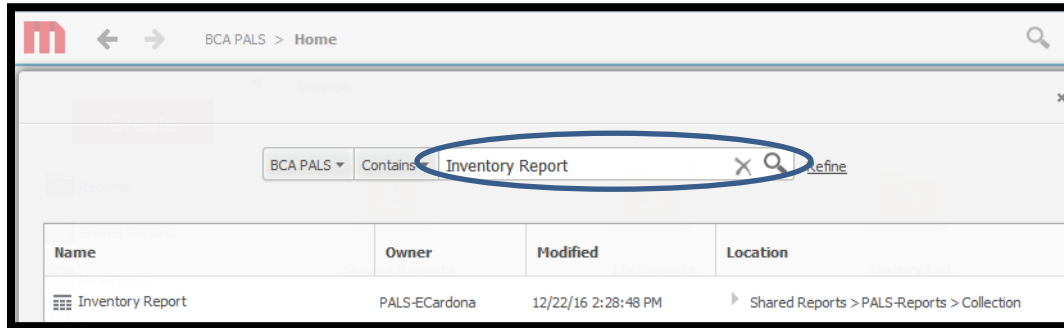 BCA PALS > Home
BCA PALS Contains Inventory Report Refine
Name Owner Modified Location
Inventory Report PALS-ECardona 12/22/16 2:28:48 PM Shared Reports > PALS-Reports > Collection